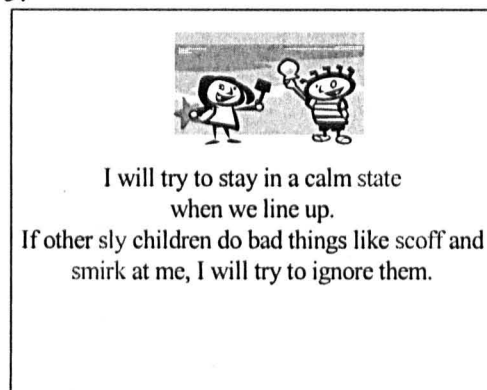 I will try to stay in a calm state
when we line up.
If other sly children do bad things like scoff and
smirk at me, I will try to ignore them.